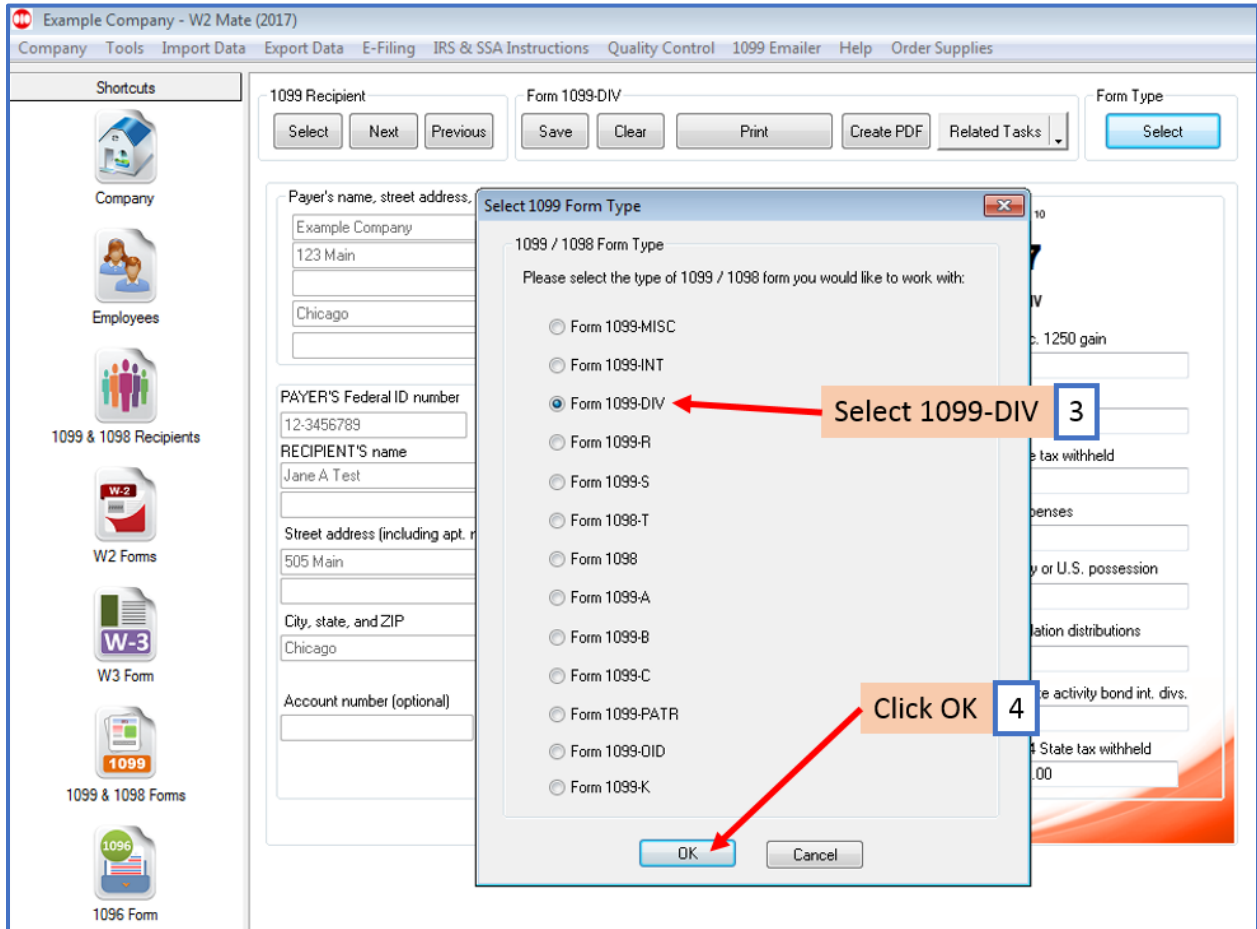 Example Company - W2 Mate (2017)
Company Tools Import Data Export Data E-Filing IRS & SSA Instructions Quality Control 1099 Emailer Help Order Supplies
Shortcuts
Company
Employees
1099 & 1098 Recipients
W-2
W2 Forms
W-3
W3 Form
1099
1099 & 1098 Forms
1096
1096 Form
1099 Recipient
Select Next Previous
Form 1099-DIV
Save Clear Print Create PDF Related Tasks
Form Type
Select
Payer's name, street address,
Example Company
123 Main
Chicago
PAYER'S Federal ID number
12-3456789
RECIPIENT'S name
Jane A Test
Street address (including apt.
505 Main
City, state, and ZIP
Chicago
Account number (optional)
Select 1099 Form Type
1099 / 1098 Form Type
Please select the type of 1099 / 1098 form you would like to work with:
Form 1099-MISC
Form 1099-INT
Form 1099-DIV
Form 1099-R
Form 1099-S
Form 1098-T
Form 1098
Form 1099-A
Form 1099-B
Form 1099-C
Form 1099-PATR
Form 1099-OID
Form 1099-K
OK Cancel
Select 1099-DIV 3
Click OK 4
10
7
IV
c. 1250 gain
e tax withheld
penses
y or U.S. possession
lation distributions
te activity bond int. divs.
4 State tax withheld
.00